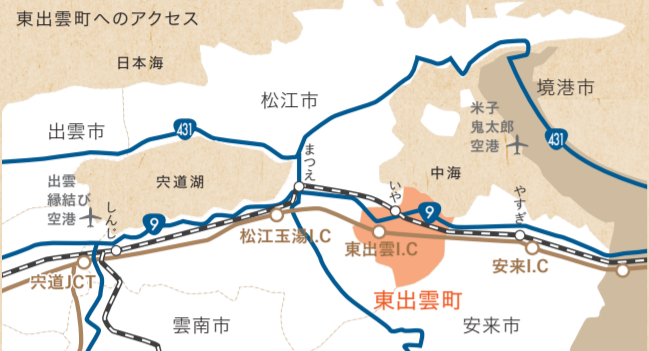 東出雲町へのアクセス
日本海
境港市
松江市
米子
鬼太郎
空港
431
出雲市
431
まつえ
中海
宍道湖
出雲
縁結び
空港
いや
やすぎ
しんじ
9
9
松江玉湯I.C
東出雲I.C
安来I.C
宍道JCT
東出雲町
雲南市
安来市